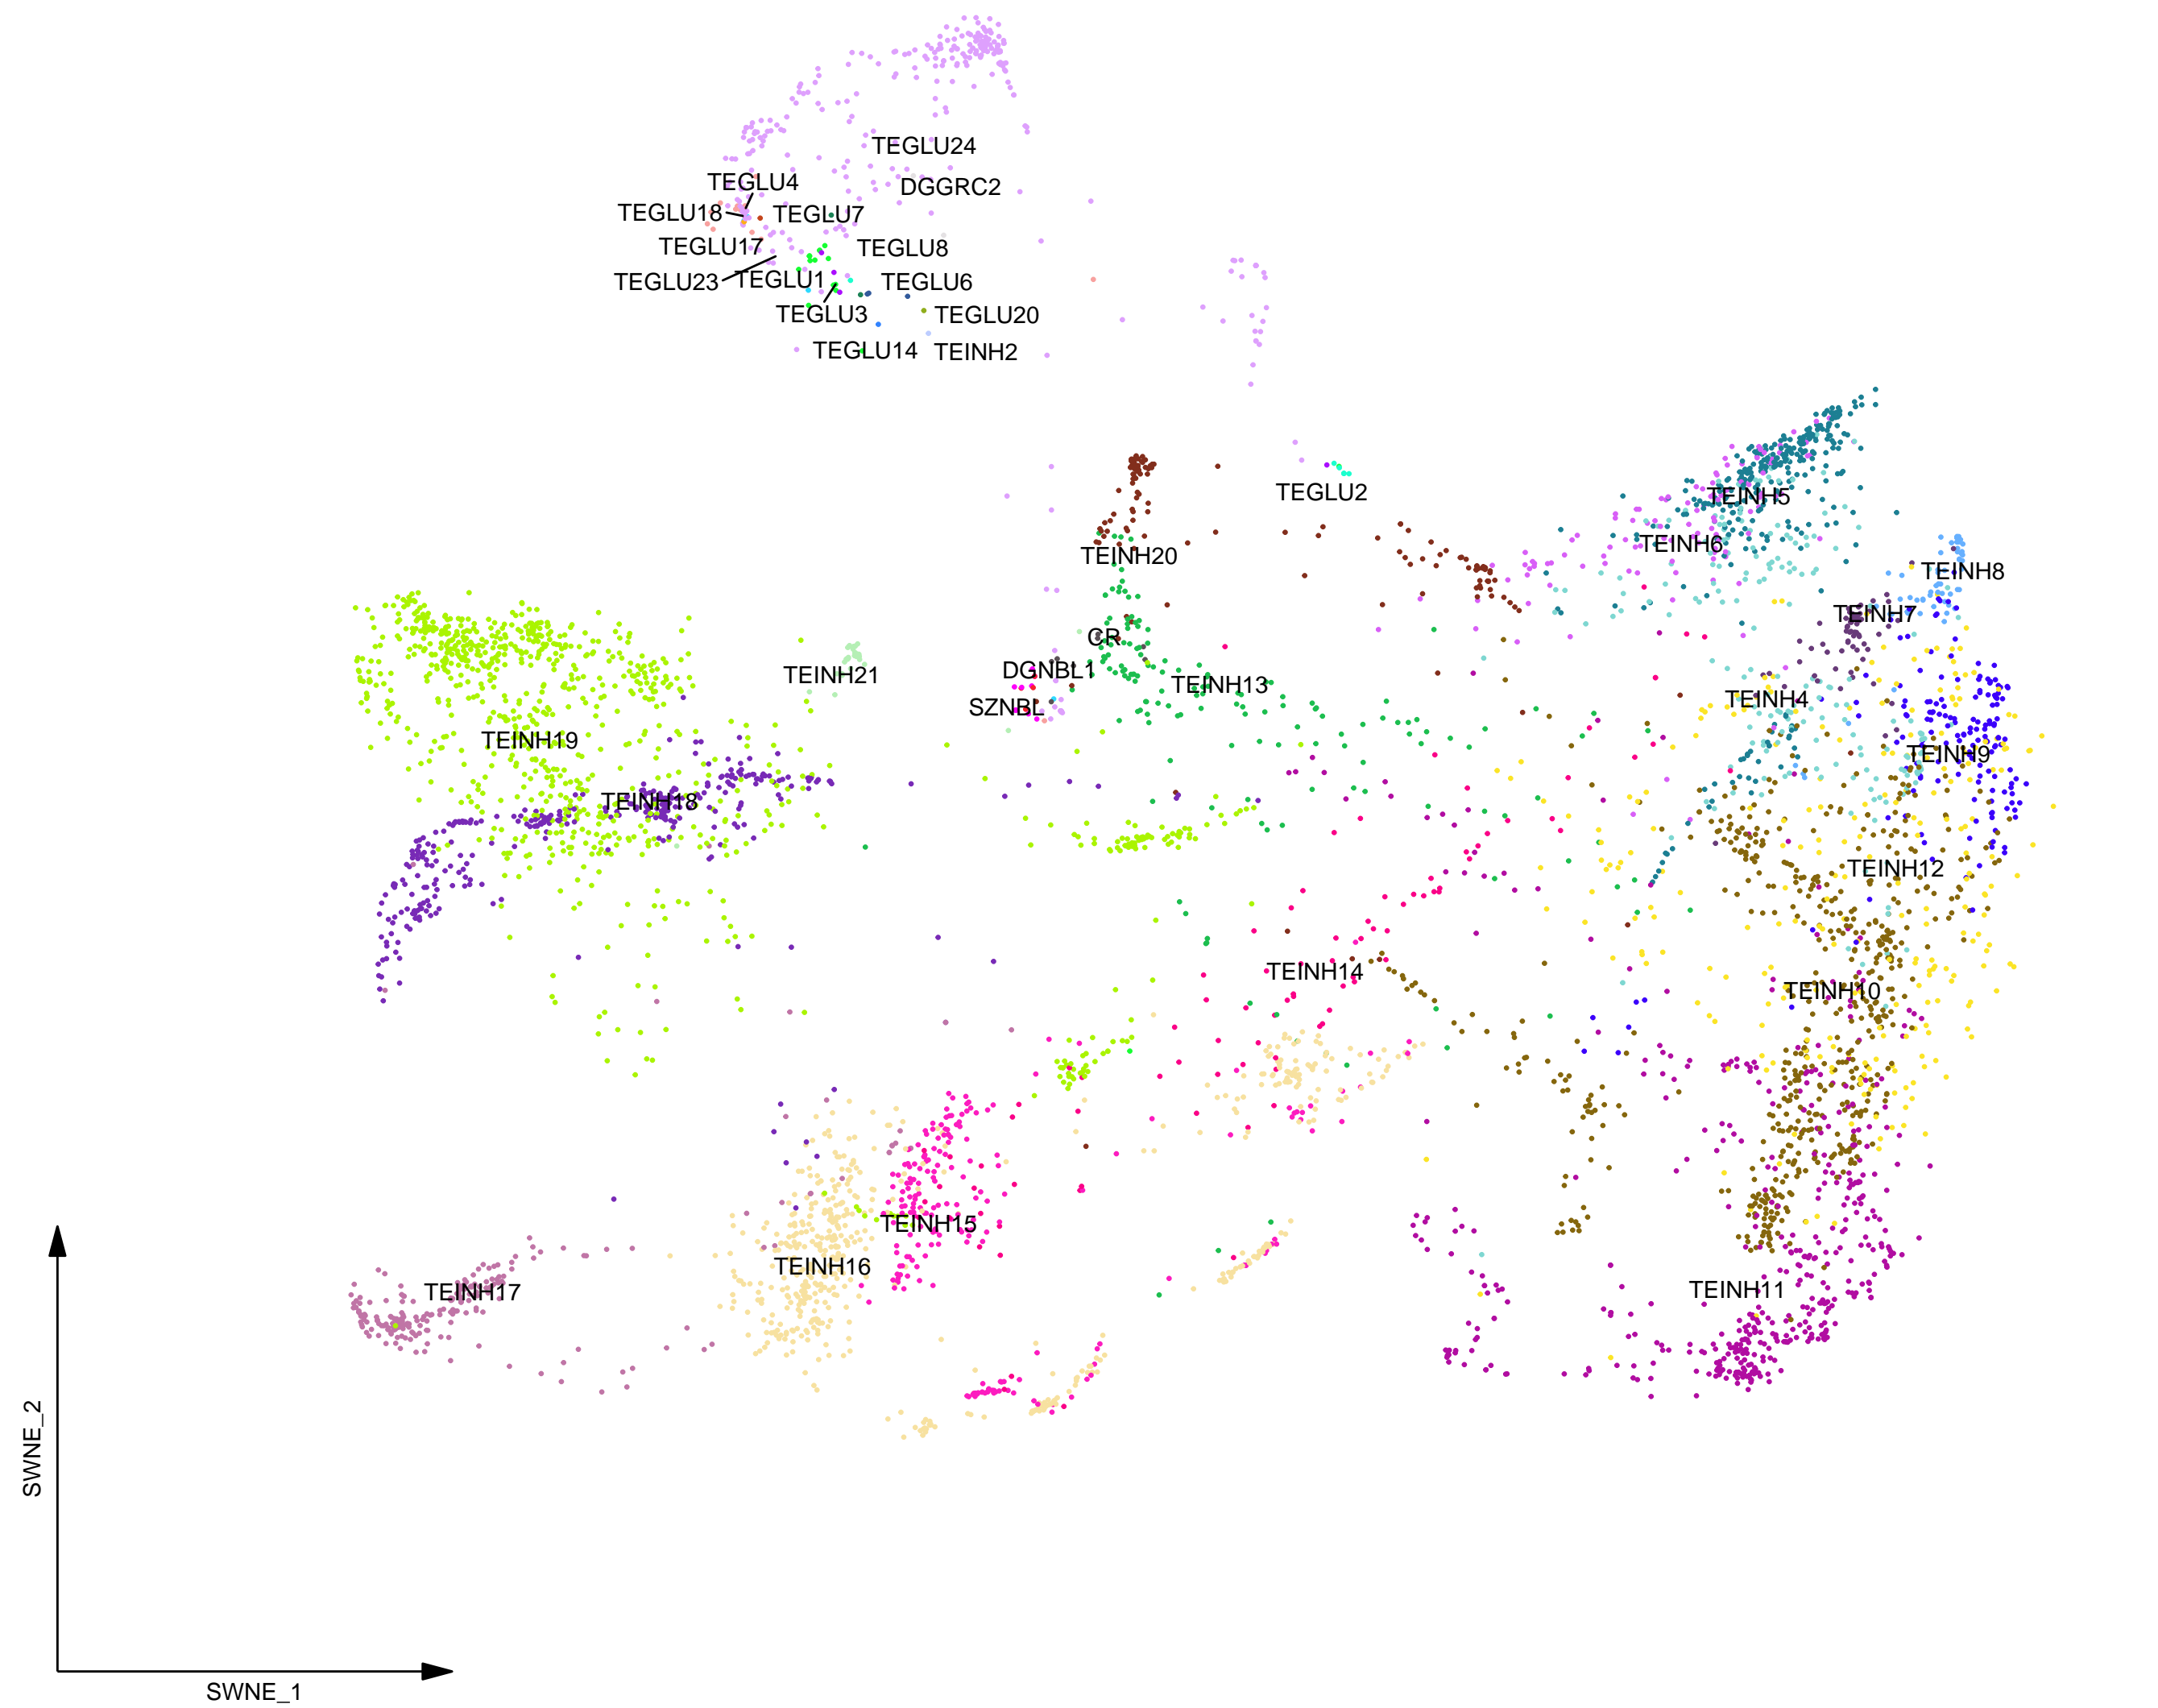 TEGLU24
TEGLU4
DGGRC2
TEGLU18
TEGLU7
TEGLU17
TEGLU8
TEGLU23
TEGLU1
TEGLU6
TEGLU3
TEGLU20
TEGLU14
TEINH2
TEGLU2
TEINH5
TEINH6
TEINH20
TEINH8
TEINH7
CR
DGNBL1
TEINH21
TEINH13
TEINH4
SZNBL
TEINH19
TEINH9
TEINH18
TEINH12
TEINH14
TEINH10
TEINH15
TEINH16
TEINH17
TEINH11
SWNE_2
SWNE_1